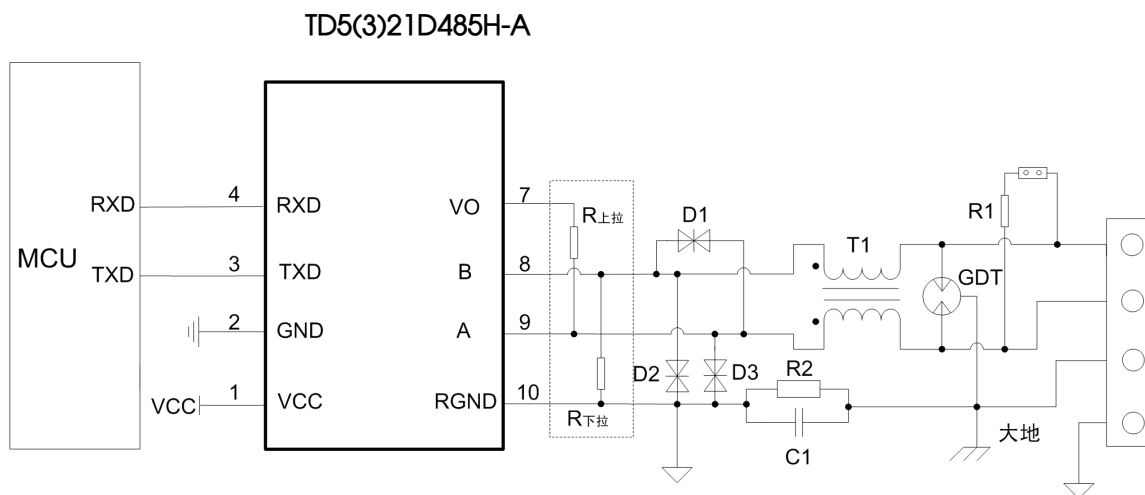 TD5(3)21D485H-A
MCU
RXD
TXD
4
3
2
1
VCC
RXD
TXD
GND
VCC
VO
B
A
RGND
7
8
9
10
R上拉
R下拉
D1
D2
D3
T1
R2
C1
GDT
R1
大地